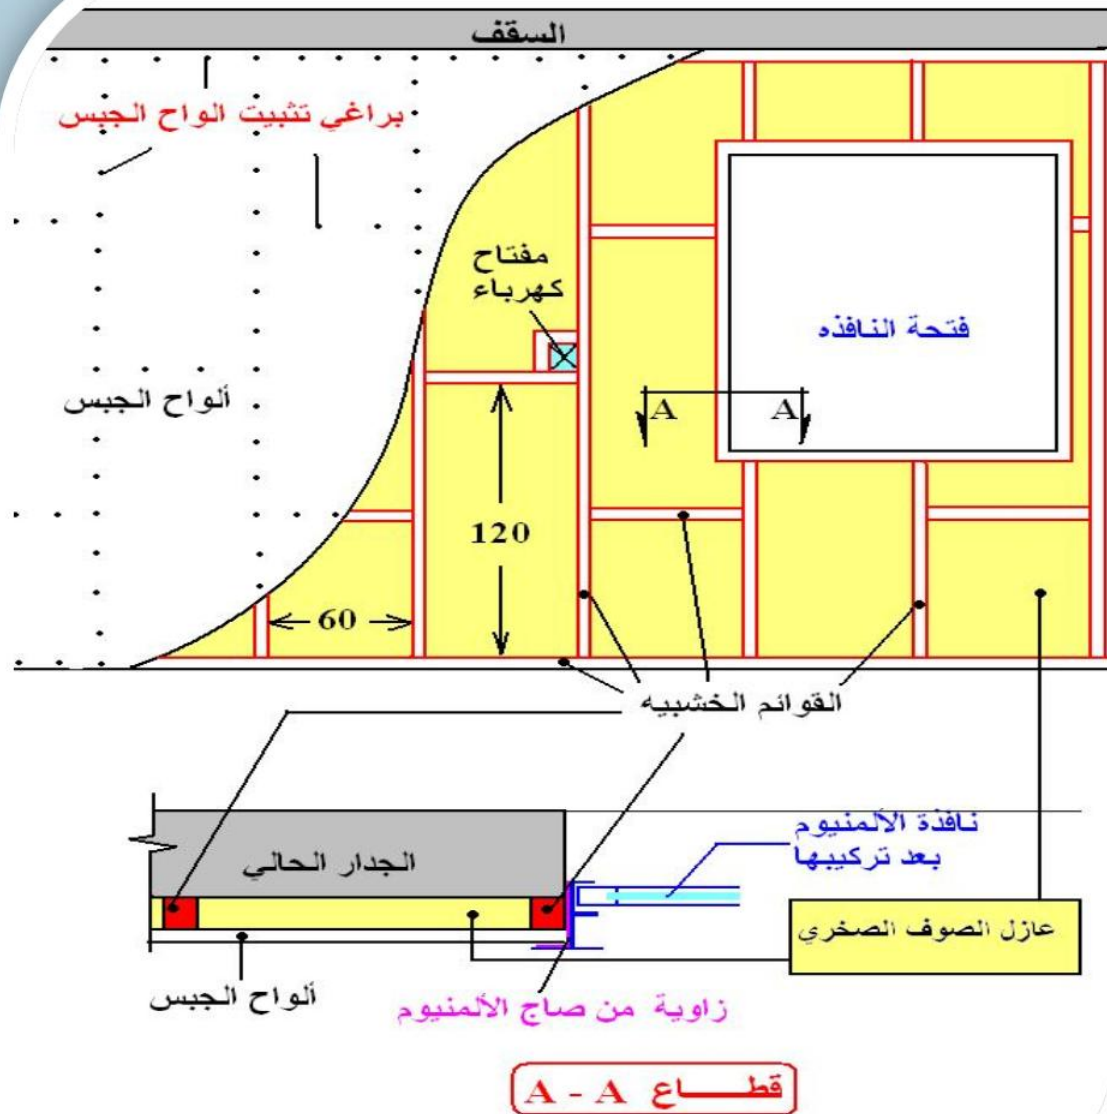 السقف
براغي تثبيت الواح الجبس
مفتاح
كهرباء
فتحة النافذه
ألواح الجبس
A
A
120
60
القوائم الخشبيه
نافذة الألمنيوم
بعد تركيبها
الجدار الحالي
عازل الصوف الصخري
ألواح الجبس
زاوية من صاج الألمنيوم
قطـــاع A - A